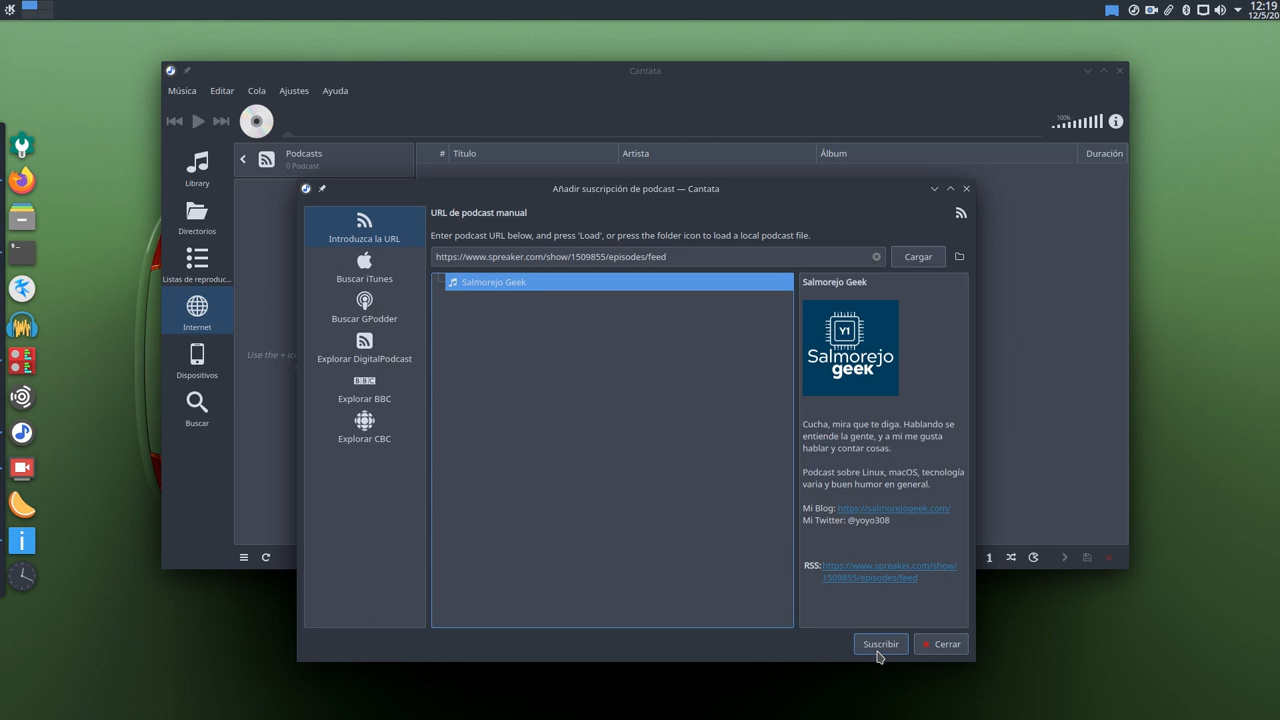 12:19
12/5/20
Cantata
Música Editar Cola Ajustes Ayuda
100%
Library
Directorios
Listas de reproduc...
Internet
Dispositivos
Buscar
Podcasts
0 Podcast
# Título Artista Álbum Duración
Use the + ic
1
Añadir suscripción de podcast — Cantata
Introduzca la URL
Buscar iTunes
Buscar GPodder
Explorar DigitalPodcast
BBC
Explorar BBC
Explorar CBC
URL de podcast manual
Enter podcast URL below, and press 'Load', or press the folder icon to load a local podcast file.
https://www.spreaker.com/show/1509855/episodes/feed
Cargar
Salmorejo Geek
Salmorejo Geek
Y1
Salmorejo
geek
Cucha, mira que te diga. Hablando se
entiende la gente, y a mi me gusta
hablar y contar cosas.
Podcast sobre Linux, macOS, tecnología
varia y buen humor en general.
Mi Blog: https://salmorejogeek.com/
Mi Twitter: @yoyo308
RSS: https://www.spreaker.com/show/
1509855/episodes/feed
Suscribir
Cerrar